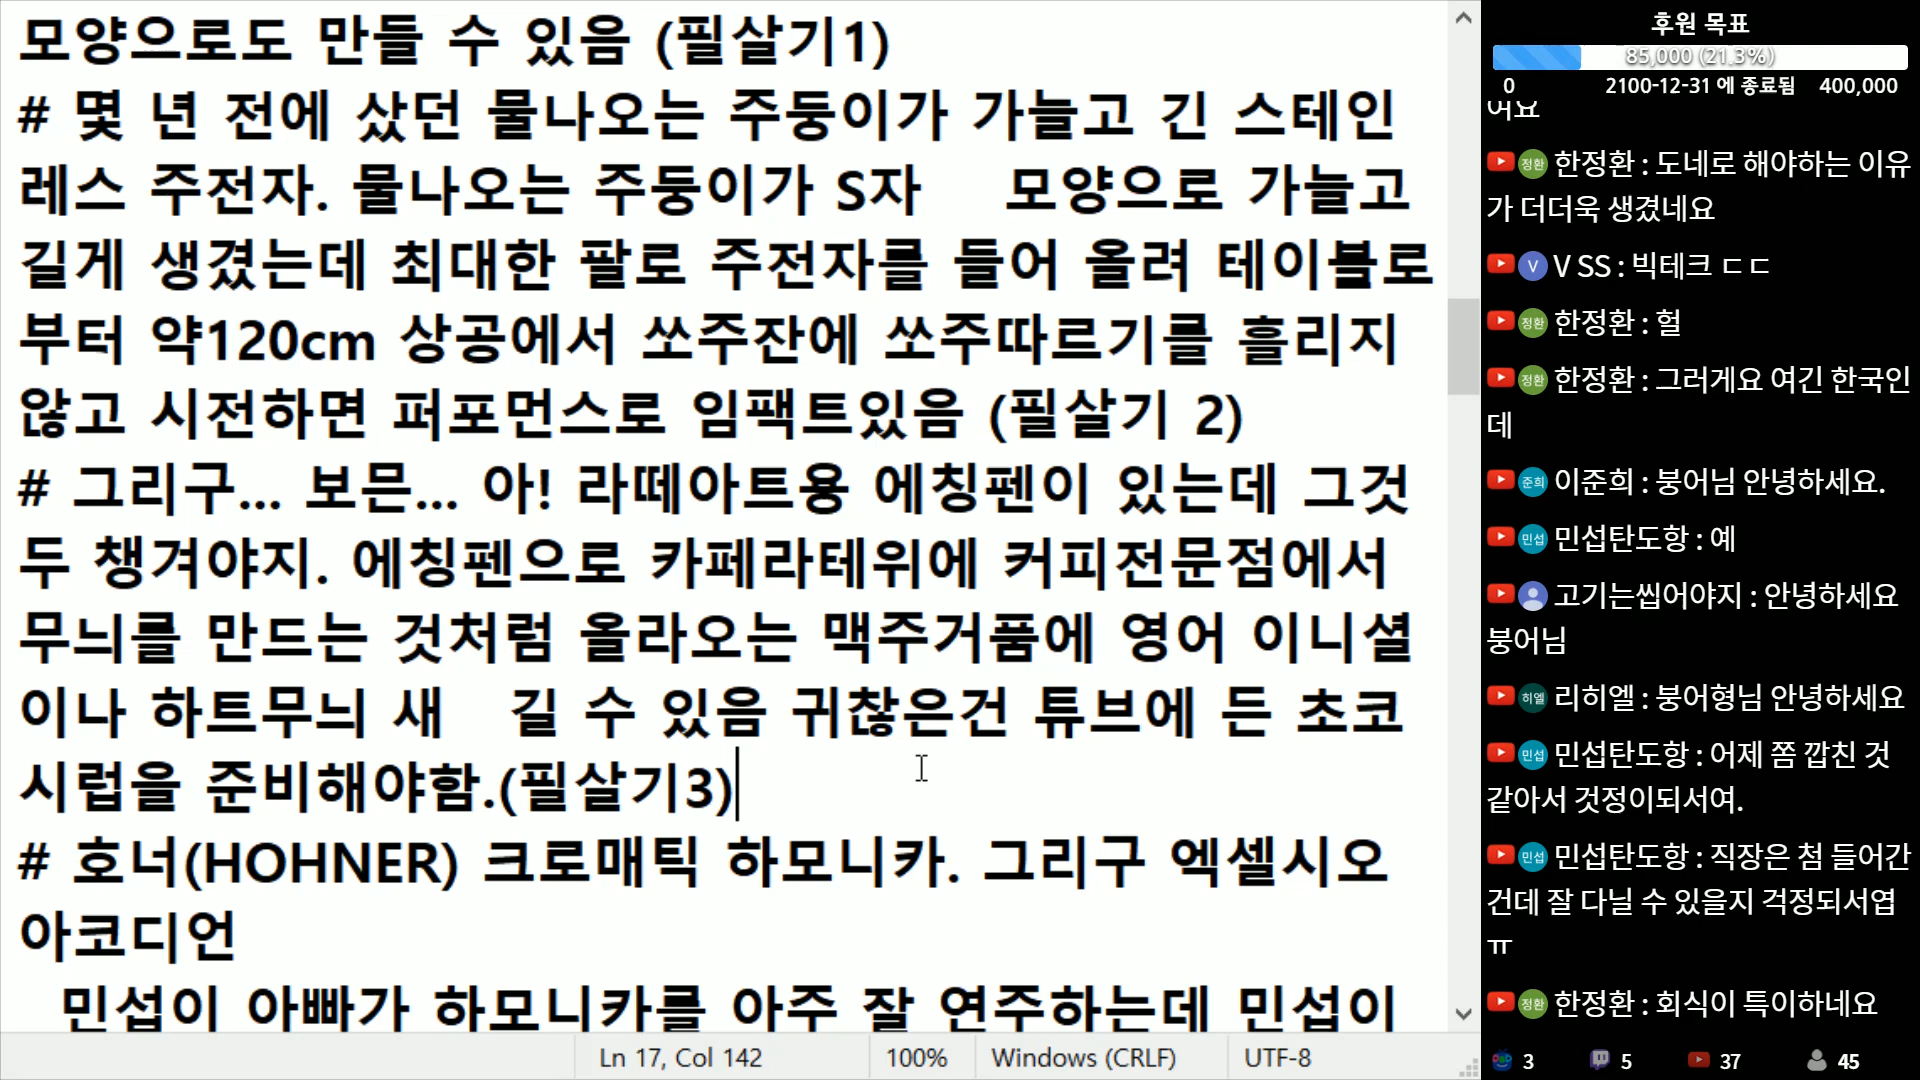 모양으로도 만들 수 있음 (필살기1)
# 몇 년 전에 샀던 물나오는 주둥이가 가늘고 긴 스테인
레스 주전자. 물나오는 주둥이가 S자 모양으로 가늘고
길게 생겼는데 최대한 팔로 주전자를 들어 올려 테이블로
부터 약120cm 상공에서 쏘주잔에 쏘주따르기를 흘리지
않고 시전하면 퍼포먼스로 임팩트있음 (필살기 2)
# 그리구... 보믄... 아! 라떼아트용 에칭펜이 있는데 그것
두 챙겨야지. 에칭펜으로 카페라테위에 커피전문점에서
무늬를 만드는 것처럼 올라오는 맥주거품에 영어 이니셜
이나 하트무늬 새 길 수 있음 귀찮은건 튜브에 든 초코
시럽을 준비해야함.(필살기3)
# 호너(HOHNER) 크로매틱 하모니카. 그리구 엑셀시오
아코디언
민섭이 아빠가 하모니카를 아주 잘 연주하는데 민섭이
Ln 17, Col 142
100%
Windows (CRLF)
UTF-8
후원 목표
85,000 (21.3%)
0 2100-12-31 에 종료됨 400,000
어요
정환 한정환 : 도네로 해야하는 이유
가 더더욱 생겼네요
V V SS : 빅테크 ㄷㄷ
정환 한정환 : 헐
정환 한정환 : 그러게요 여긴 한국인
데
준희 이준희 : 붕어님 안녕하세요.
민섭 민섭탄도항 : 예
고기는씹어야지 : 안녕하세요
붕어님
히엘 리히엘 : 붕어형님 안녕하세요
민섭 민섭탄도항 : 어제 쫌 깝친 것
같아서 것정이되서여.
민섭 민섭탄도항 : 직장은 첨 들어간
건데 잘 다닐 수 있을지 걱정되서엽
ㅠ
정환 한정환 : 회식이 특이하네요
3 5 37 45